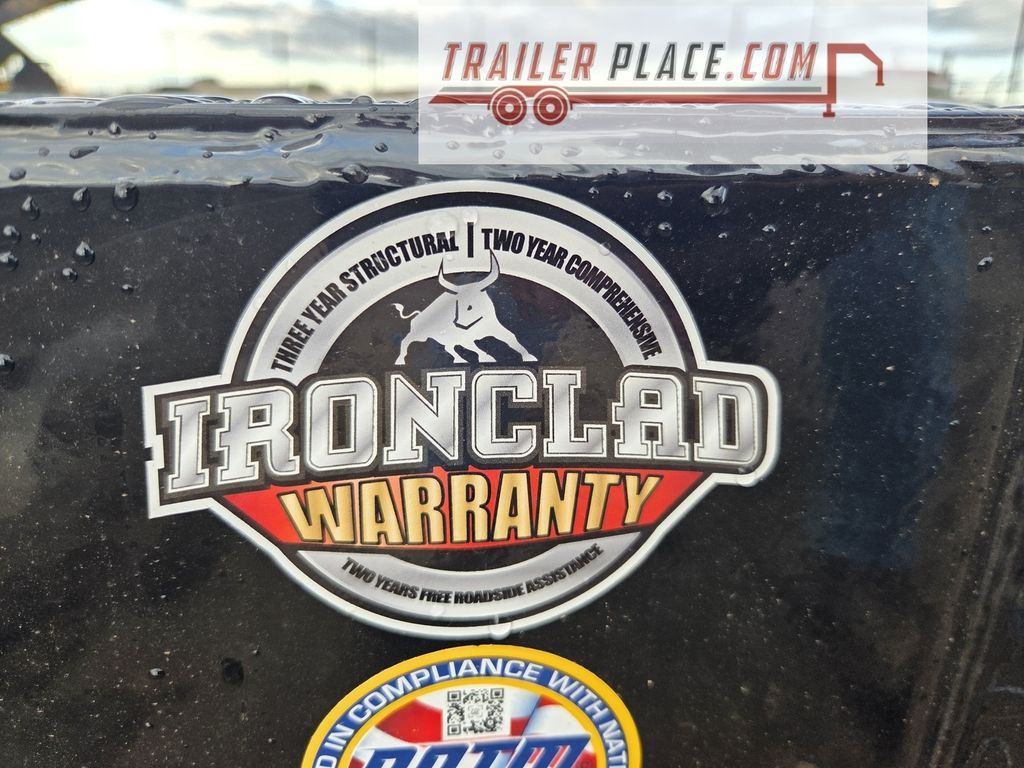 TRAILER PLACE.COM
THREE YEAR STRUCTURAL | TWO YEAR COMPREHENSIVE
IRONCLAD
WARRANTY
TWO YEARS FREE ROADSIDE ASSISTANCE
IN COMPLIANCE WITH